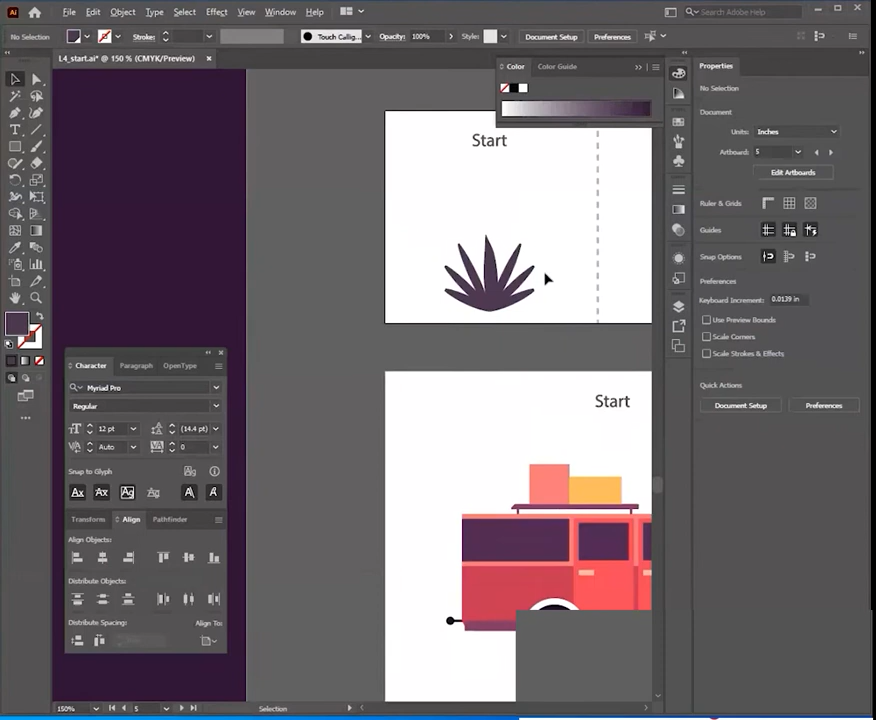 Ai File Edit Object Type Select Effect View Window Help Search Adobe Help
No Selection Stroke: Touch Callig... Opacity: 100% Style: Document Setup Preferences
L4_start.ai* @ 150 % (CMYK/Preview) ×
Color Color Guide
Properties
No Selection
Document
Units: Inches
Artboard: 5
Edit Artboards
Ruler & Grids
Guides
Snap Options
Preferences
Keyboard Increment: 0.0139 in
Use Preview Bounds
Scale Corners
Scale Strokes & Effects
Quick Actions
Document Setup Preferences
Start
Start
Character Paragraph OpenType
Myriad Pro
Regular
12 pt (14.4 pt)
Auto 0
Snap to Glyph
Transform Align Pathfinder
Align Objects:
Distribute Objects:
Distribute Spacing: Align To:
150% 5 Selection